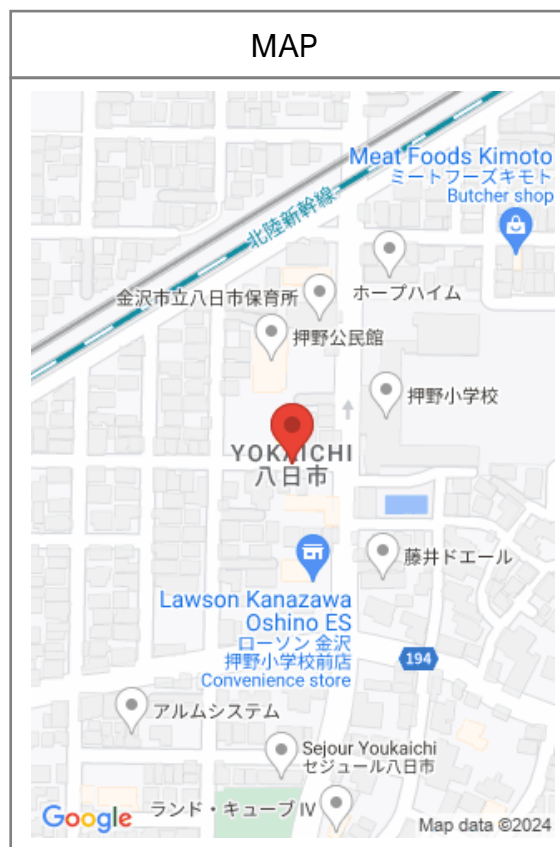 MAP
Meat Foods Kimoto
ミートフーズキモト
Butcher shop
北陸新幹線
金沢市立八日市保育所
ホープハイム
押野公民館
押野小学校
YOKAICHI
八日市
藤井ドエール
Lawson Kanazawa
Oshino ES
ローソン 金沢
押野小学校前店
Convenience store
194
アルムシステム
Sejour Youkaichi
セジュール八日市
ランド・キューブ IV
Google
Map data ©2024